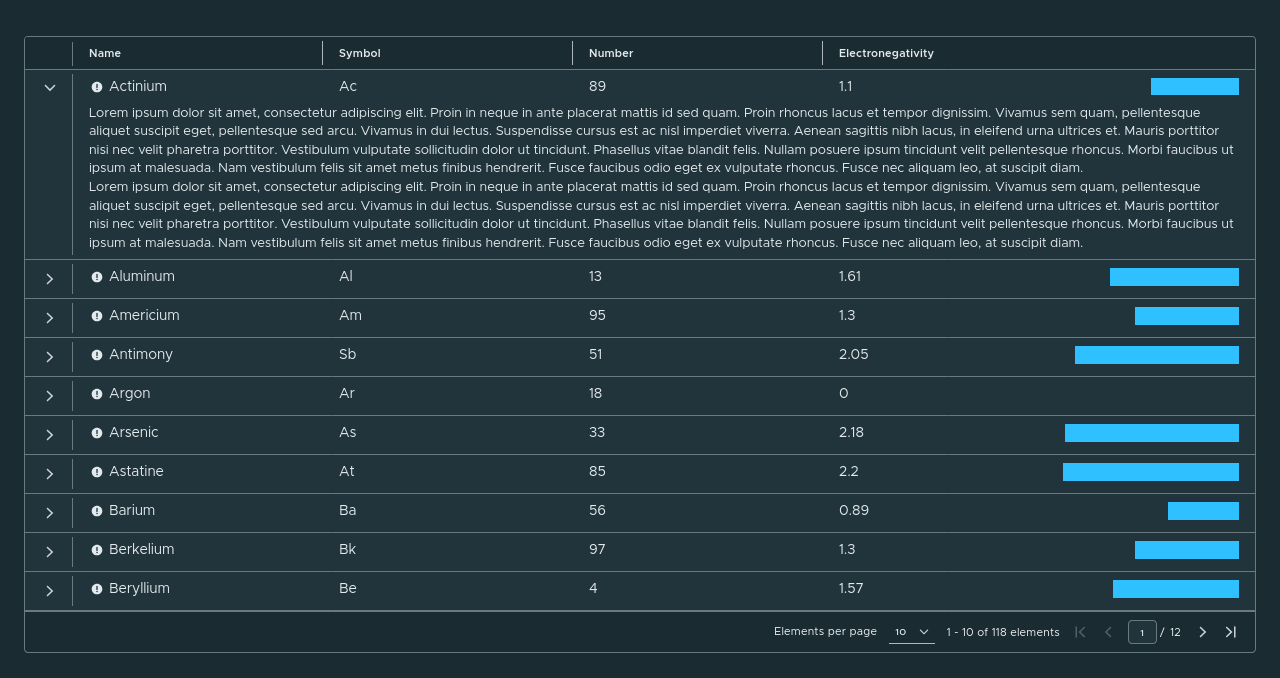 Name Symbol Number Electronegativity
Actinium Ac 89 1.1
Lorem ipsum dolor sit amet, consectetur adipiscing elit. Proin in neque in ante placerat mattis id sed quam. Proin rhoncus lacus et tempor dignissim. Vivamus sem quam, pellentesque
aliquet suscipit eget, pellentesque sed arcu. Vivamus in dui lectus. Suspendisse cursus est ac nisl imperdiet viverra. Aenean sagittis nibh lacus, in eleifend urna ultrices et. Mauris porttitor
nisi nec velit pharetra porttitor. Vestibulum vulputate sollicitudin dolor ut tincidunt. Phasellus vitae blandit felis. Nullam posuere ipsum tincidunt velit pellentesque rhoncus. Morbi faucibus ut
ipsum at malesuada. Nam vestibulum felis sit amet metus finibus hendrerit. Fusce faucibus odio eget ex vulputate rhoncus. Fusce nec aliquam leo, at suscipit diam.
Lorem ipsum dolor sit amet, consectetur adipiscing elit. Proin in neque in ante placerat mattis id sed quam. Proin rhoncus lacus et tempor dignissim. Vivamus sem quam, pellentesque
aliquet suscipit eget, pellentesque sed arcu. Vivamus in dui lectus. Suspendisse cursus est ac nisl imperdiet viverra. Aenean sagittis nibh lacus, in eleifend urna ultrices et. Mauris porttitor
nisi nec velit pharetra porttitor. Vestibulum vulputate sollicitudin dolor ut tincidunt. Phasellus vitae blandit felis. Nullam posuere ipsum tincidunt velit pellentesque rhoncus. Morbi faucibus ut
ipsum at malesuada. Nam vestibulum felis sit amet metus finibus hendrerit. Fusce faucibus odio eget ex vulputate rhoncus. Fusce nec aliquam leo, at suscipit diam.
Aluminum Al 13 1.61
Americium Am 95 1.3
Antimony Sb 51 2.05
Argon Ar 18 0
Arsenic As 33 2.18
Astatine At 85 2.2
Barium Ba 56 0.89
Berkelium Bk 97 1.3
Beryllium Be 4 1.57
Elements per page 10 1 - 10 of 118 elements 1 / 12